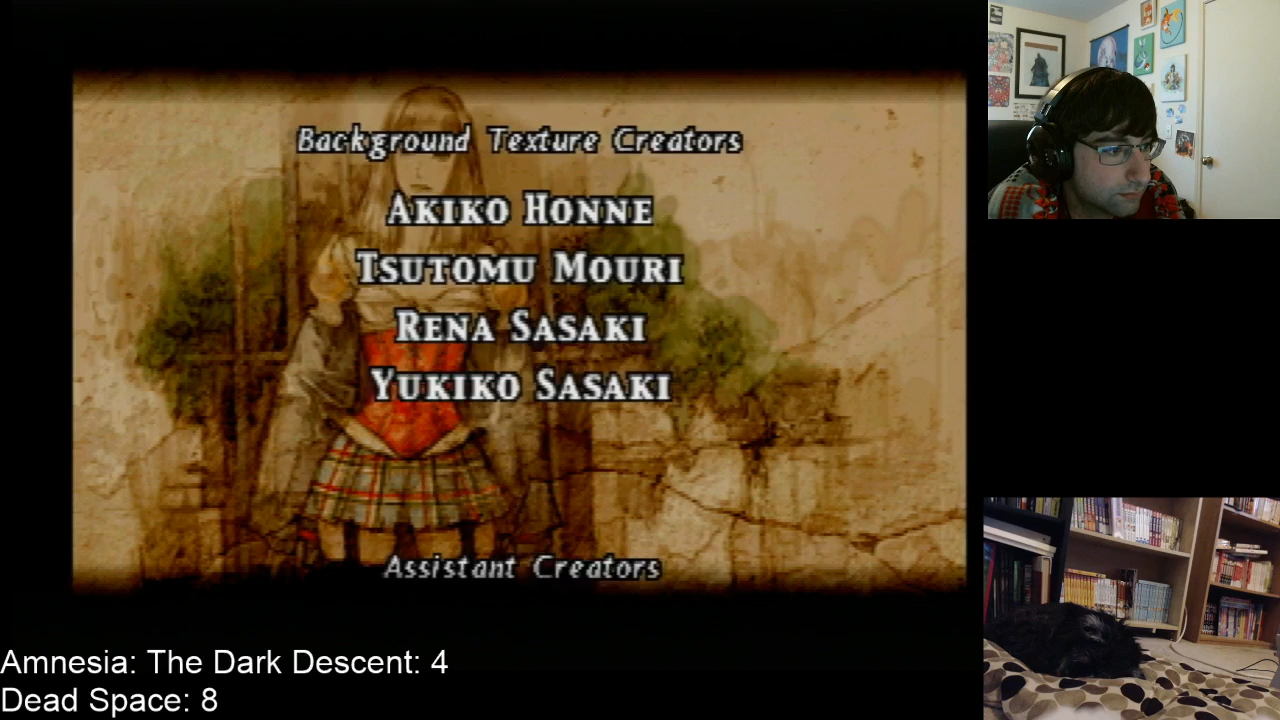 Background Texture Creators
Akiko Honne
Tsutomu Mouri
Rena Sasaki
Yukiko Sasaki
Assistant Creators
Amnesia: The Dark Descent: 4
Dead Space: 8